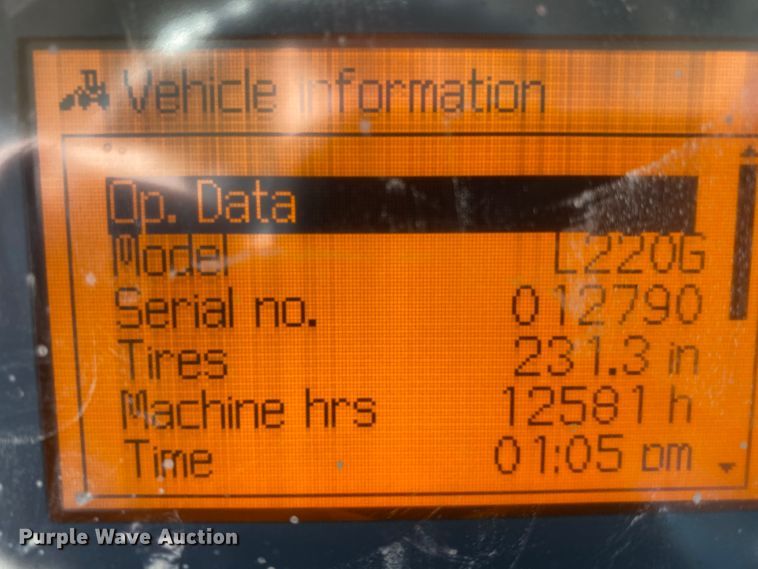 Vehicle information
Op. Data
Model L220G
Serial no. 012790
Tires 231.3 in
Machine hrs 12581 h
Time 01:05 pm
Purple Wave Auction